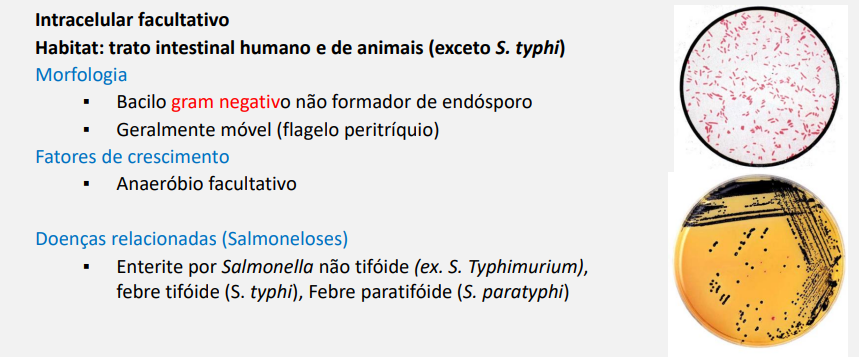 Intracelular facultativo
Habitat: trato intestinal humano e de animais (exceto S. typhi)
Morfologia
▪ Bacilo gram negativo não formador de endósporo
▪ Geralmente móvel (flagelo peritríquio)
Fatores de crescimento
▪ Anaeróbio facultativo
Doenças relacionadas (Salmoneloses)
▪ Enterite por Salmonella não tifóide (ex. S. Typhimurium),
febre tifóide (S. typhi), Febre paratifóide (S. paratyphi)